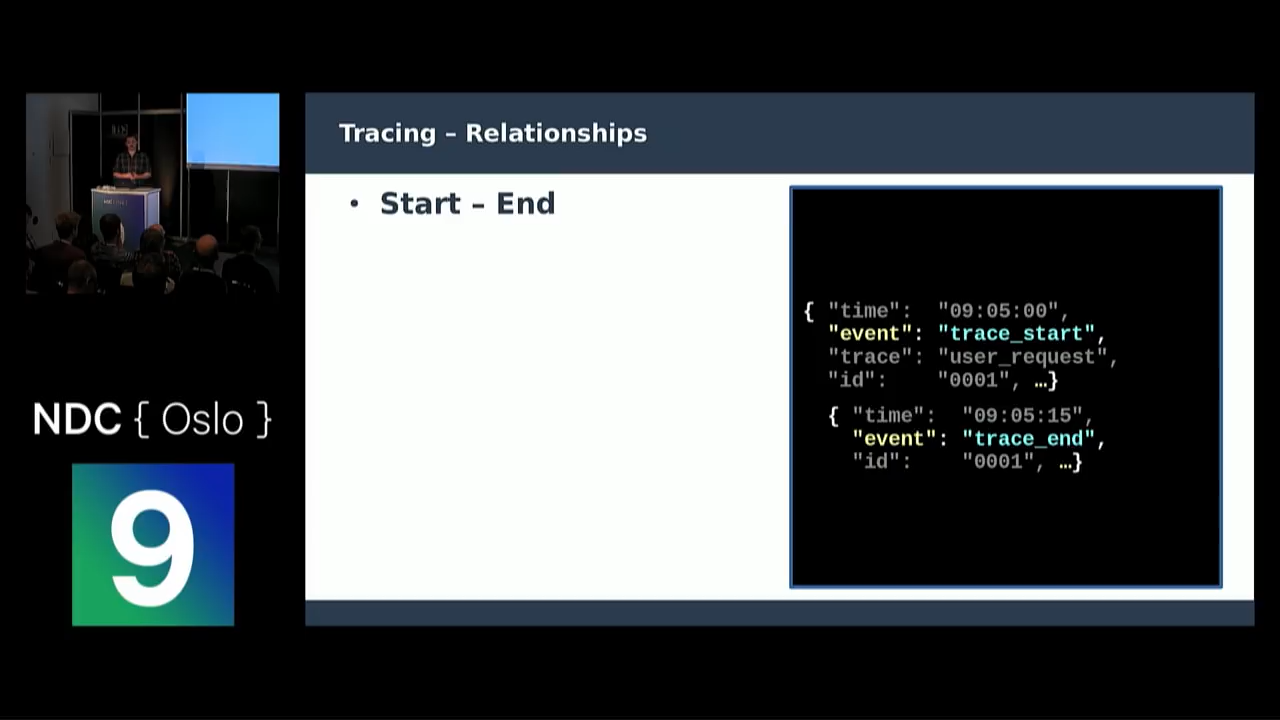 Tracing – Relationships
• Start – End
{ "time": "09:05:00",
"event": "trace_start",
"trace": "user_request",
"id": "0001", …}
{ "time": "09:05:15",
"event": "trace_end",
"id": "0001", …}
NDC { Oslo }
9